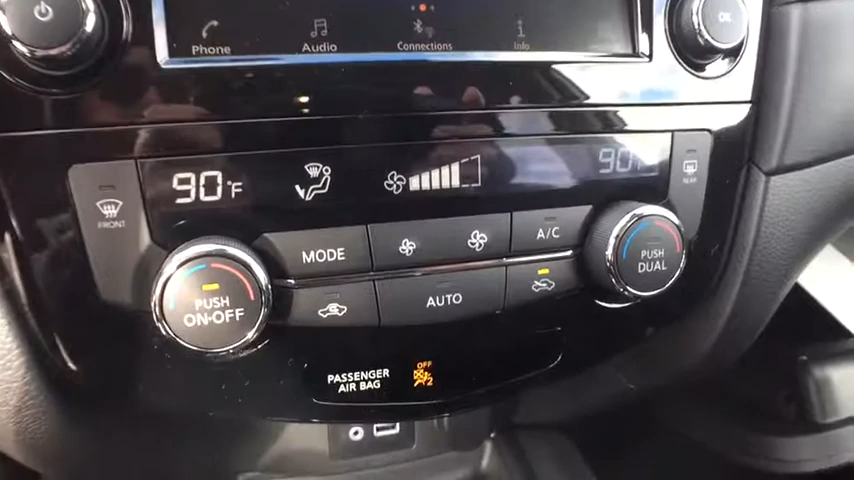 OK
Phone Audio Connections Info
90°F 90
FRONT
REAR
MODE
A/C
PUSH
ON·OFF
AUTO
PUSH
DUAL
PASSENGER
AIR BAG
OFF
2